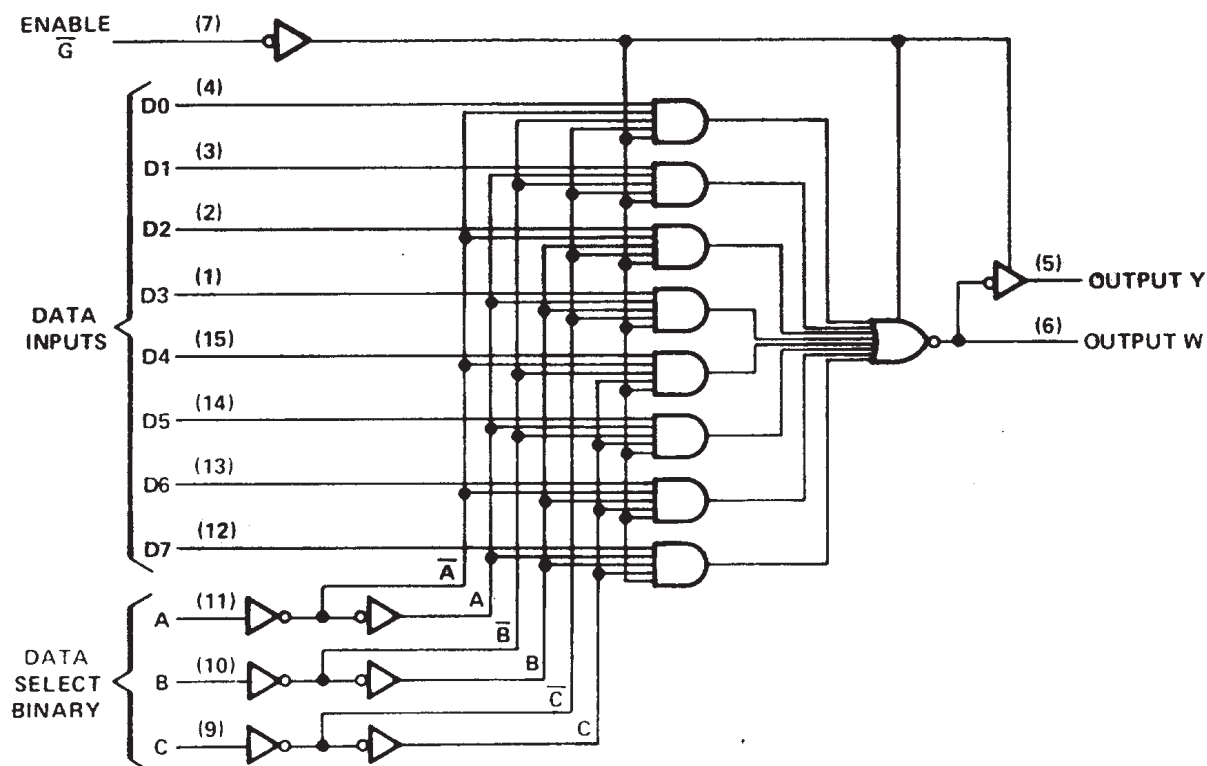 ENABLE
G̅
(7)
D0 (4)
D1 (3)
D2 (2)
D3 (1)
DATA
INPUTS
D4 (15)
D5 (14)
D6 (13)
D7 (12)
(5) OUTPUT Y
(6) OUTPUT W
A̅
A (11)
A
B̅
DATA
SELECT
BINARY
B (10)
B
C̅
C (9)
C